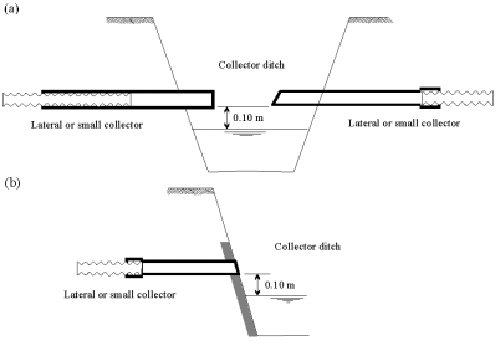 (a)
Collector ditch
Lateral or small collector
0.10 m
Lateral or small collector
(b)
Collector ditch
Lateral or small collector
0.10 m